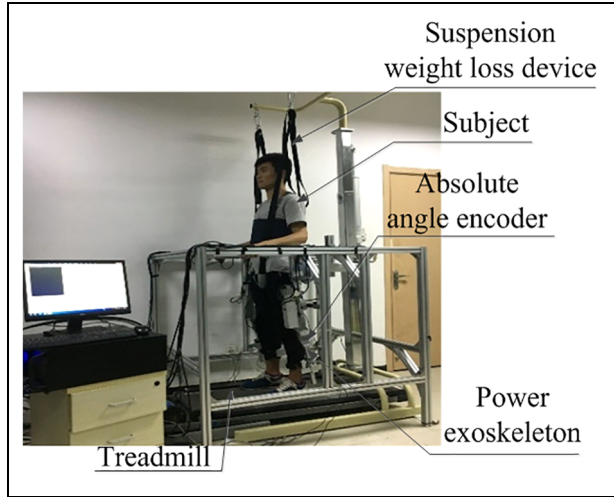 Suspension
weight loss device
Subject
Absolute
angle encoder
Power
exoskeleton
Treadmill